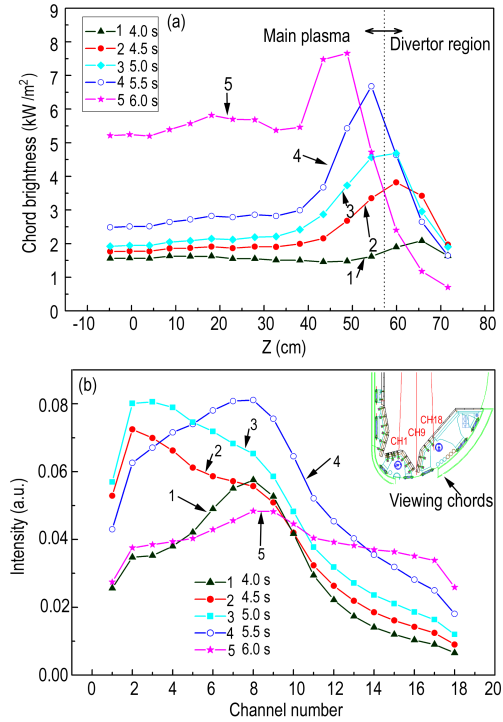 (a)
Main plasma
Divertor region
1 4.0 s
2 4.5 s
3 5.0 s
4 5.5 s
5 6.0 s
5
4
3
2
1
9
8
7
6
5
4
3
2
1
0
Chord brightness (kW /m²)
-10 0 10 20 30 40 50 60 70 80
Z (cm)
(b)
CH18
CH9
CH1
Viewing chords
1
2
3
4
5
1 4.0 s
2 4.5 s
3 5.0 s
4 5.5 s
5 6.0 s
0.08
0.06
0.04
0.02
0.00
Intensity (a.u.)
0 2 4 6 8 10 12 14 16 18 20
Channel number